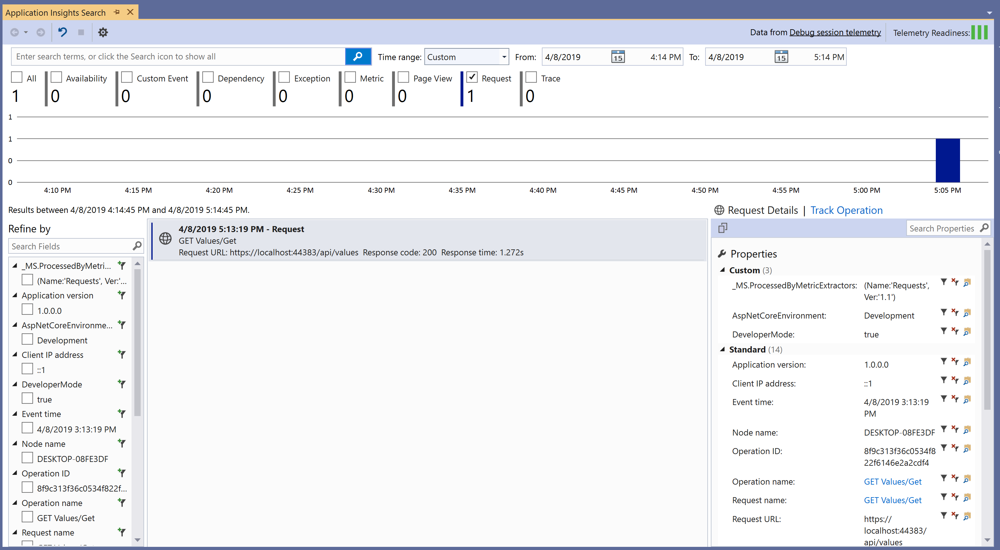 Application Insights Search
Data from Debug session telemetry
Telemetry Readiness:
Enter search terms, or click the Search icon to show all
Time range: Custom
From: 4/8/2019 15 4:14 PM
To: 4/8/2019 15 5:14 PM
All Availability Custom Event Dependency Exception Metric Page View Request Trace
1 0 0 0 0 0 0 1 0
1
1
0
0
4:10 PM 4:15 PM 4:20 PM 4:25 PM 4:30 PM 4:35 PM 4:40 PM 4:45 PM 4:50 PM 4:55 PM 5:00 PM 5:05 PM
Results between 4/8/2019 4:14:45 PM and 4/8/2019 5:14:45 PM.
Refine by
Search Fields
_MS.ProcessedByMetri...
(Name:'Requests', Ver:'...
Application version
1.0.0.0
AspNetCoreEnvironme...
Development
Client IP address
::1
DeveloperMode
true
Event time
4/8/2019 3:13:19 PM
Node name
DESKTOP-08FE3DF
Operation ID
8f9c313f36c0534f822f...
Operation name
GET Values/Get
Request name
4/8/2019 5:13:19 PM - Request
GET Values/Get
Request URL: https://localhost:44383/api/values Response code: 200 Response time: 1.272s
Request Details | Track Operation
Search Properties
Properties
Custom (3)
_MS.ProcessedByMetricExtractors: (Name:'Requests',
Ver:'1.1')
AspNetCoreEnvironment: Development
DeveloperMode: true
Standard (14)
Application version: 1.0.0.0
Client IP address: ::1
Event time: 4/8/2019 3:13:19
PM
Node name: DESKTOP-08FE3DF
Operation ID: 8f9c313f36c0534f8
22f6146e2a2cdf4
Operation name: GET Values/Get
Request name: GET Values/Get
Request URL: https://
localhost:44383/
api/values